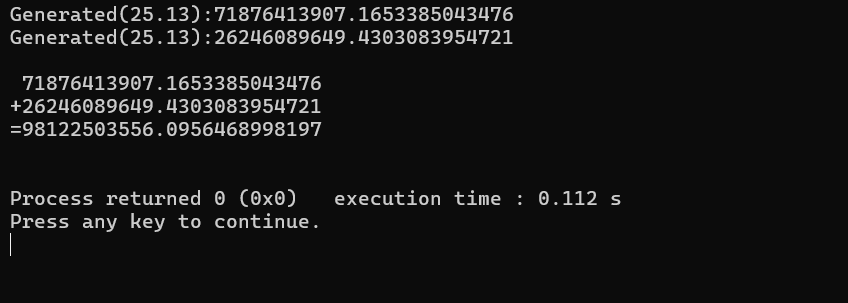 Generated(25.13):71876413907.1653385043476
Generated(25.13):26246089649.4303083954721
 71876413907.1653385043476
+26246089649.4303083954721
=98122503556.0956468998197
Process returned 0 (0x0)   execution time : 0.112 s
Press any key to continue.